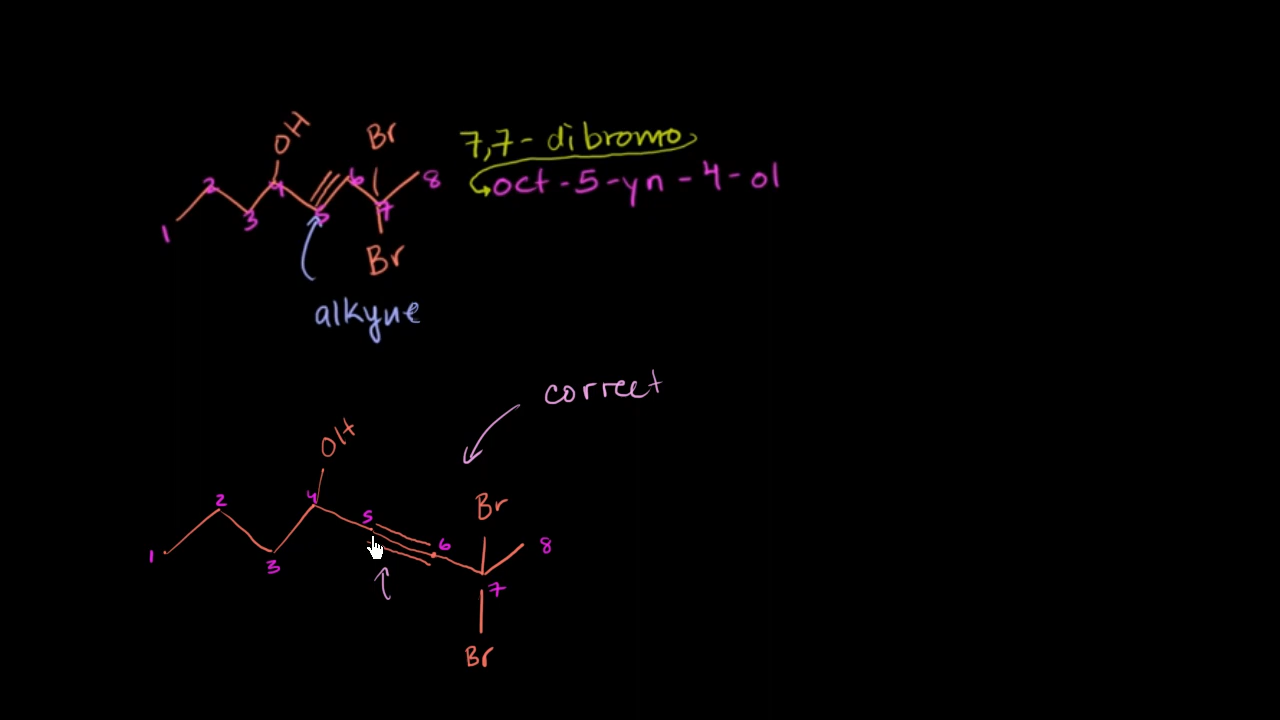 OH
Br
7,7- dibromo
1 2 3 4 5 6 7 8
oct-5-yn-4-ol
Br
alkyne
correct
OH
Br
1 2 3 4 5 6 7 8
Br